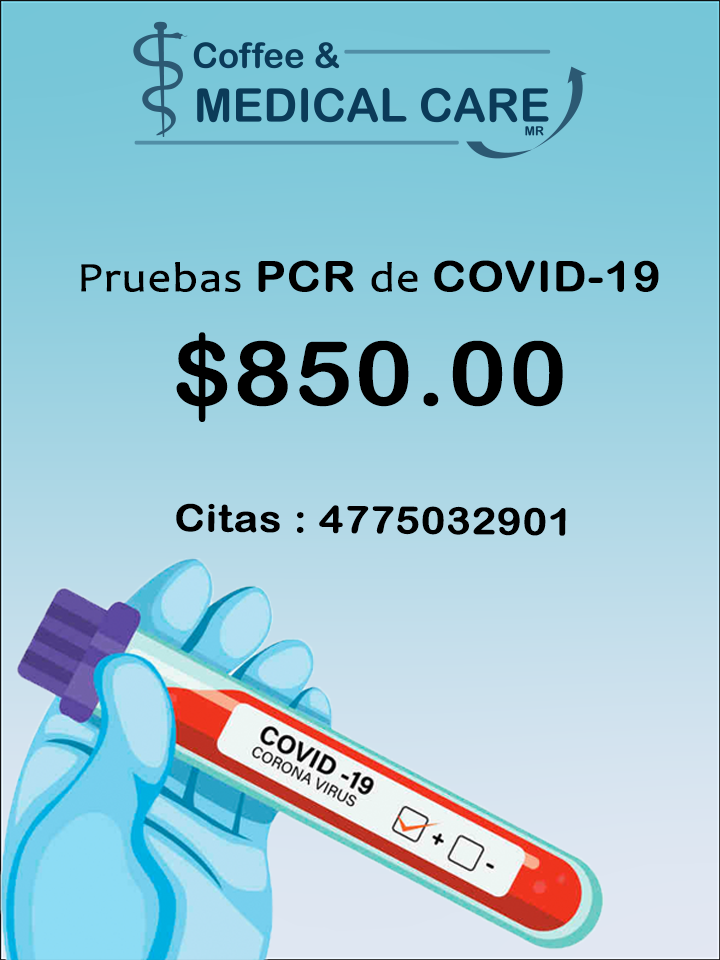 Coffee &
MEDICAL CARE
MR
Pruebas PCR de COVID-19
$850.00
Citas : 4775032901
COVID -19
CORONA VIRUS
+ -